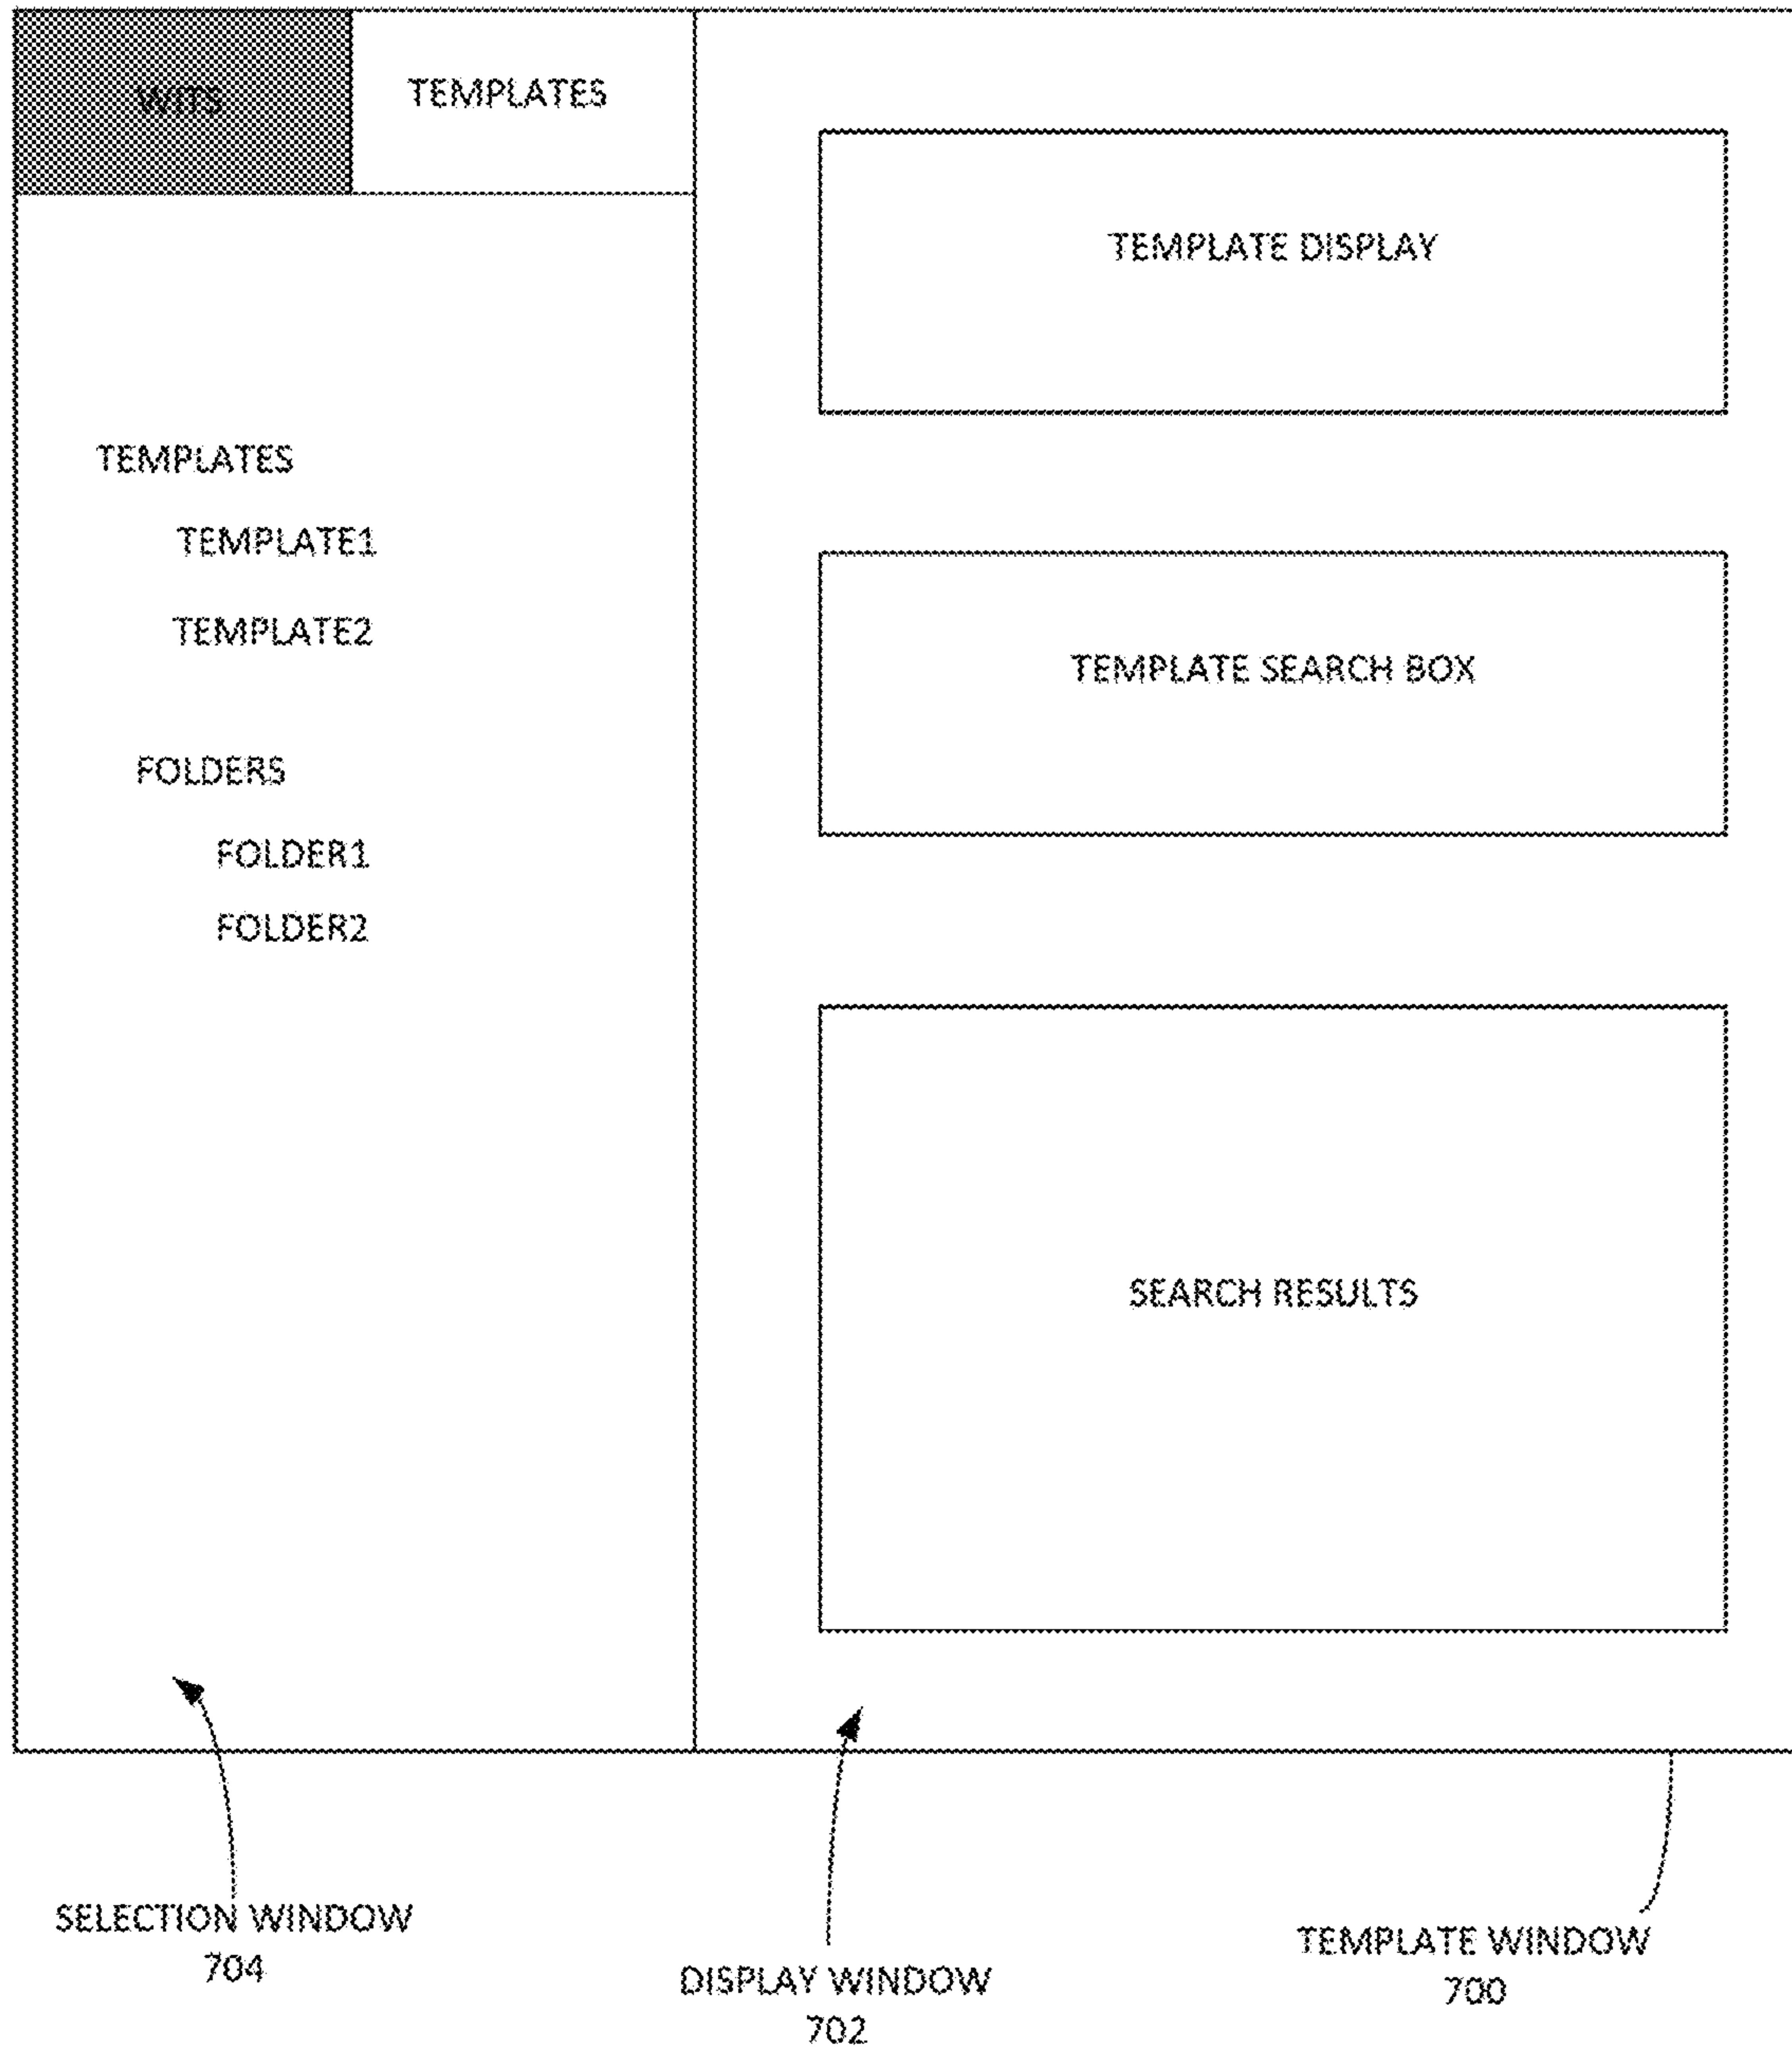 WITS
TEMPLATES
TEMPLATES
TEMPLATE1
TEMPLATE2
FOLDERS
FOLDER1
FOLDER2
TEMPLATE DISPLAY
TEMPLATE SEARCH BOX
SEARCH RESULTS
SELECTION WINDOW
704
DISPLAY WINDOW
702
TEMPLATE WINDOW
700